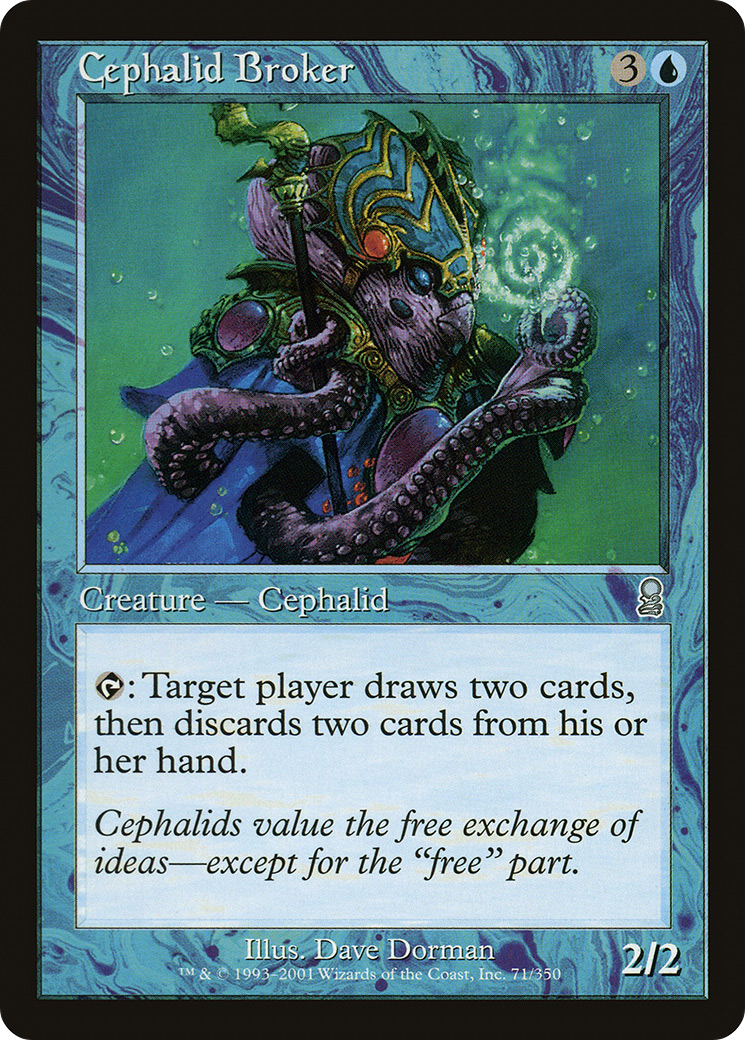 Cephalid Broker 3
Creature — Cephalid
: Target player draws two cards,
then discards two cards from his or
her hand.
Cephalids value the free exchange of
ideas—except for the “free” part.
Illus. Dave Dorman
™ & © 1993–2001 Wizards of the Coast, Inc. 71/350
2/2